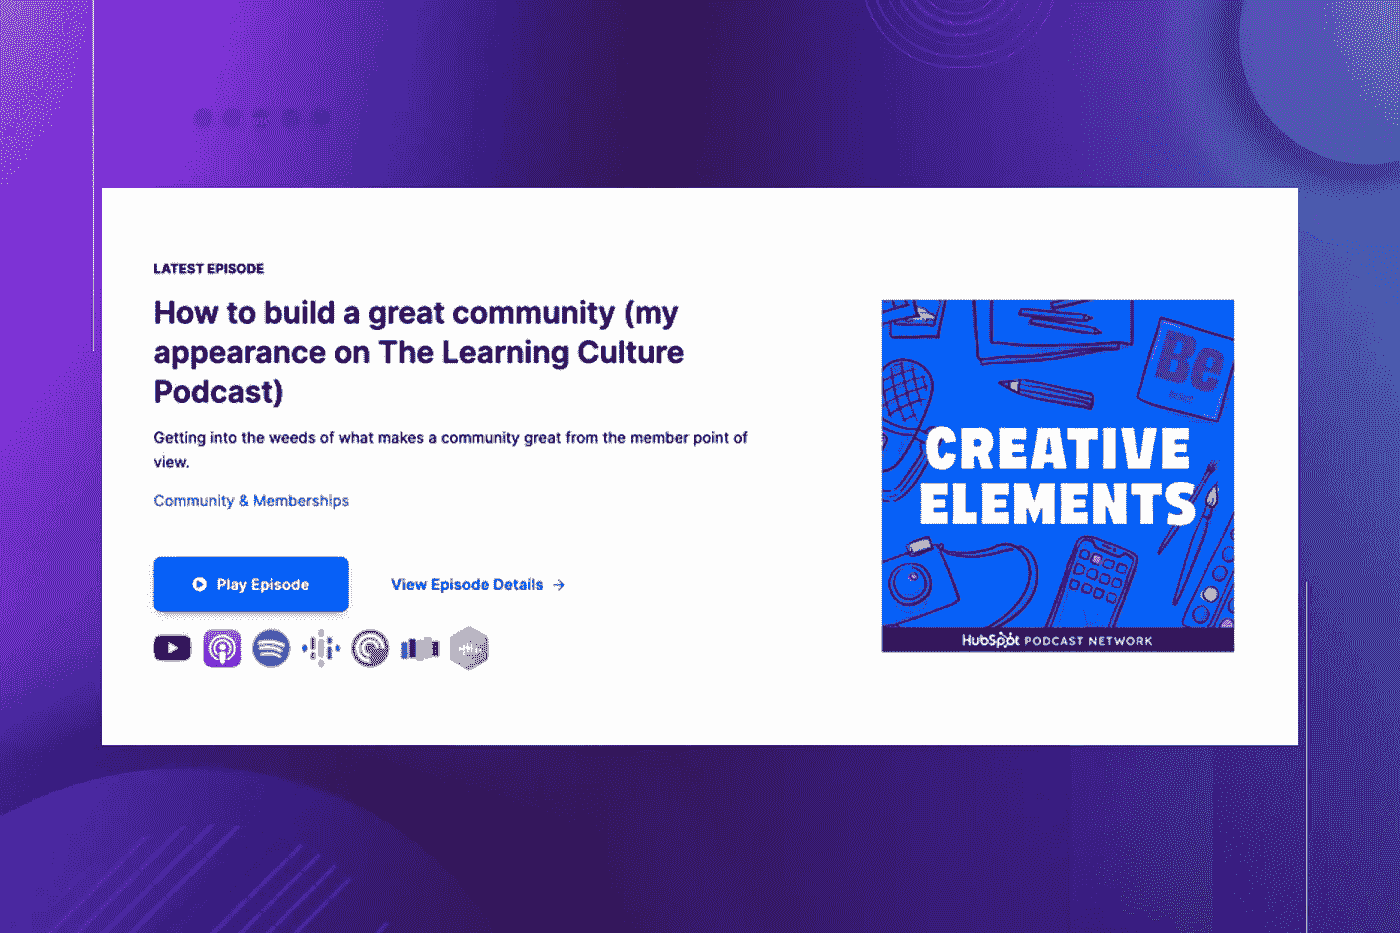 LATEST EPISODE
How to build a great community (my
appearance on The Learning Culture
Podcast)
Getting into the weeds of what makes a community great from the member point of
view.
Community & Memberships
Play Episode
View Episode Details →
Be
CREATIVE
ELEMENTS
HubSpot PODCAST NETWORK